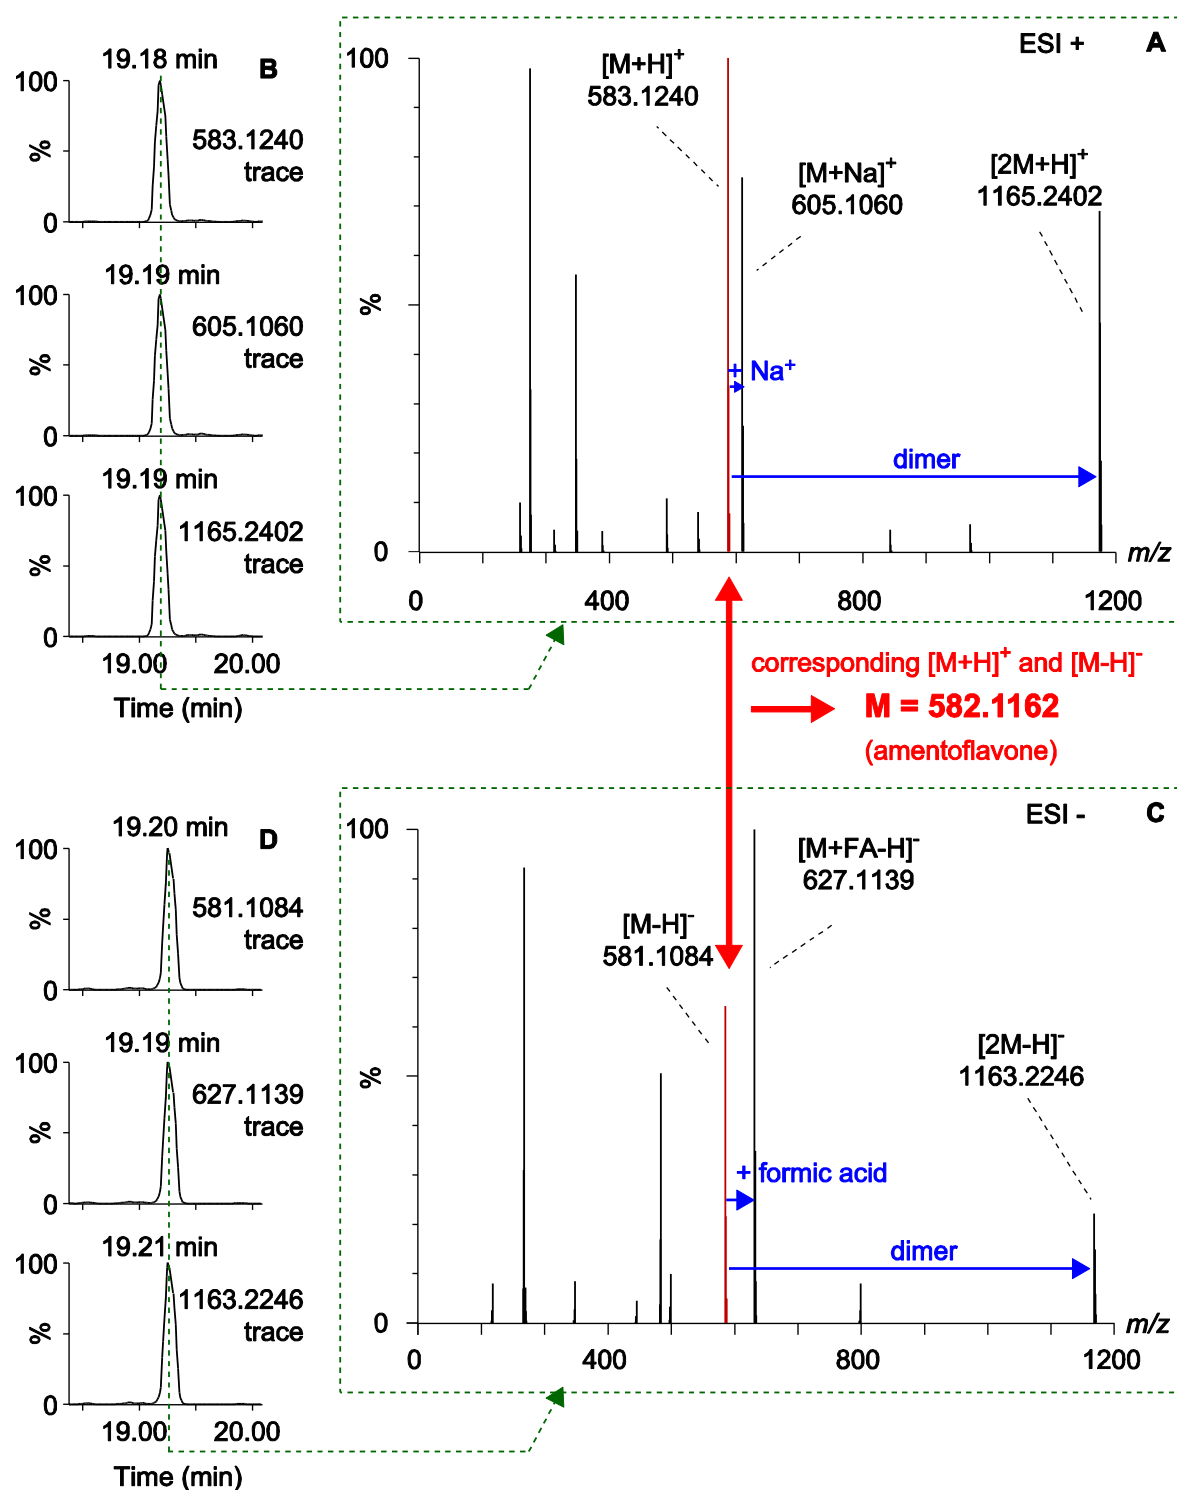 B
19.18 min
100
583.1240
trace
%
0
19.19 min
100
605.1060
trace
%
0
19.19 min
100
1165.2402
trace
%
0
19.00 20.00
Time (min)
ESI + A
100
[M+H]+
583.1240
[M+Na]+
605.1060
[2M+H]+
1165.2402
%
+ Na+
dimer
0
m/z
0 400 800 1200
corresponding [M+H]+ and [M-H]-
M = 582.1162
(amentoflavone)
D
19.20 min
100
581.1084
trace
%
0
19.19 min
100
627.1139
trace
%
0
19.21 min
100
1163.2246
trace
%
0
19.00 20.00
Time (min)
ESI - C
100
[M+FA-H]-
627.1139
[M-H]-
581.1084
[2M-H]-
1163.2246
%
+ formic acid
dimer
0
m/z
0 400 800 1200